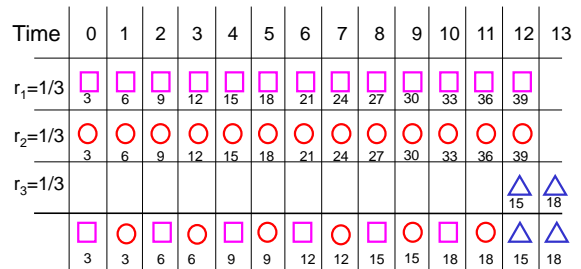 Time 0 1 2 3 4 5 6 7 8 9 10 11 12 13
r₁=1/3 3 6 9 12 15 18 21 24 27 30 33 36 39
r₂=1/3 3 6 9 12 15 18 21 24 27 30 33 36 39
r₃=1/3 15 18
3 3 6 6 9 9 12 12 15 15 18 18 15 18